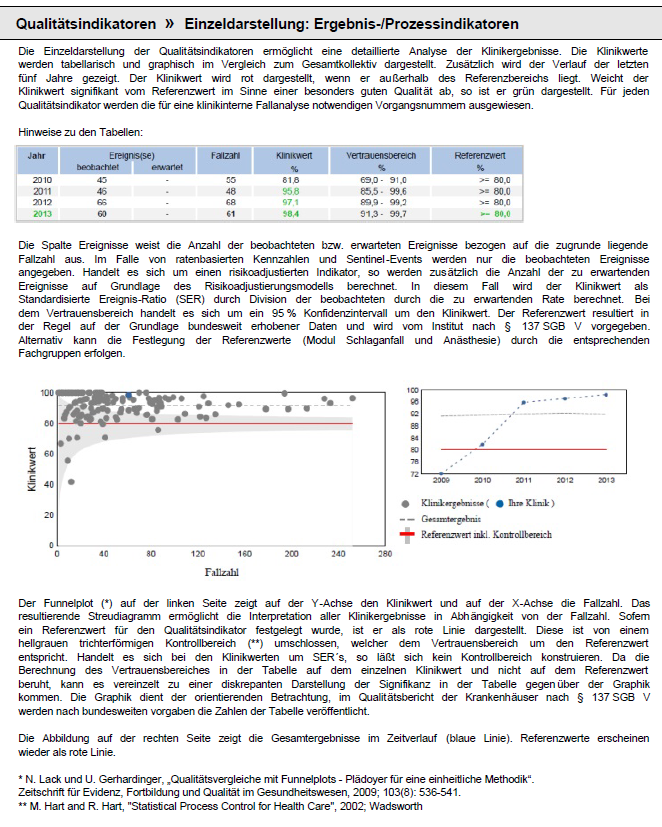 Qualitätsindikatoren » Einzeldarstellung: Ergebnis-/Prozessindikatoren
Die Einzeldarstellung der Qualitätsindikatoren ermöglicht eine detaillierte Analyse der Klinikergebnisse. Die Klinikwerte
werden tabellarisch und graphisch im Vergleich zum Gesamtkollektiv dargestellt. Zusätzlich wird der Verlauf der letzten
fünf Jahre gezeigt. Der Klinikwert wird rot dargestellt, wenn er außerhalb des Referenzbereichs liegt. Weicht der
Klinikwert signifikant vom Referenzwert im Sinne einer besonders guten Qualität ab, so ist er grün dargestellt. Für jeden
Qualitätsindikator werden die für eine klinikinterne Fallanalyse notwendigen Vorgangsnummern ausgewiesen.
Hinweise zu den Tabellen:
Jahr Ereignis(se) Fallzahl Klinikwert Vertrauensbereich Referenzwert
beobachtet erwartet % % %
2010 45 - 55 81,8 69,0 - 91,0 >= 80,0
2011 46 - 48 95,8 85,5 - 99,6 >= 80,0
2012 66 - 68 97,1 89,9 - 99,2 >= 80,0
2013 60 - 61 98,4 91,3 - 99,7 >= 80,0
Die Spalte Ereignisse weist die Anzahl der beobachteten bzw. erwarteten Ereignisse bezogen auf die zugrunde liegende
Fallzahl aus. Im Falle von ratenbasierten Kennzahlen und Sentinel-Events werden nur die beobachteten Ereignisse
angegeben. Handelt es sich um einen risikoadjustierten Indikator, so werden zusätzlich die Anzahl der zu erwartenden
Ereignisse auf Grundlage des Risikoadjustierungsmodells berechnet. In diesem Fall wird der Klinikwert als
Standardisierte Ereignis-Ratio (SER) durch Division der beobachteten durch die zu erwartenden Rate berechnet. Bei
dem Vertrauensbereich handelt es sich um ein 95 % Konfidenzintervall um den Klinikwert. Der Referenzwert resultiert in
der Regel auf der Grundlage bundesweit erhobener Daten und wird vom Institut nach § 137 SGB V vorgegeben.
Alternativ kann die Festlegung der Referenzwerte (Modul Schlaganfall und Anästhesie) durch die entsprechenden
Fachgruppen erfolgen.
100
80
60
40
20
0
Klinikwert
0 40 80 120 160 200 240 280
Fallzahl
100
96
92
88
84
80
76
72
2009 2010 2011 2012 2013
Klinikergebnisse ( Ihre Klinik )
Gesamtergebnis
Referenzwert inkl. Kontrollbereich
Der Funnelplot (*) auf der linken Seite zeigt auf der Y-Achse den Klinikwert und auf der X-Achse die Fallzahl. Das
resultierende Streudiagramm ermöglicht die Interpretation aller Klinikergebnisse in Abhängigkeit von der Fallzahl. Sofern
ein Referenzwert für den Qualitätsindikator festgelegt wurde, ist er als rote Linie dargestellt. Diese ist von einem
hellgrauen trichterförmigen Kontrollbereich (**) umschlossen, welcher dem Vertrauensbereich um den Referenzwert
entspricht. Handelt es sich bei den Klinikwerten um SER´s, so läßt sich kein Kontrollbereich konstruieren. Da die
Berechnung des Vertrauensbereiches in der Tabelle auf dem einzelnen Klinikwert und nicht auf dem Referenzwert
beruht, kann es vereinzelt zu einer diskrepanten Darstellung der Signifikanz in der Tabelle gegenüber der Graphik
kommen. Die Graphik dient der orientierenden Betrachtung, im Qualitätsbericht der Krankenhäuser nach § 137 SGB V
werden nach bundesweiten vorgaben die Zahlen der Tabelle veröffentlicht.
Die Abbildung auf der rechten Seite zeigt die Gesamtergebnisse im Zeitverlauf (blaue Linie). Referenzwerte erscheinen
wieder als rote Linie.
* N. Lack und U. Gerhardinger, „Qualitätsvergleiche mit Funnelplots - Plädoyer für eine einheitliche Methodik“.
Zeitschrift für Evidenz, Fortbildung und Qualität im Gesundheitswesen, 2009; 103(8): 536-541.
** M. Hart and R. Hart, "Statistical Process Control for Health Care", 2002; Wadsworth